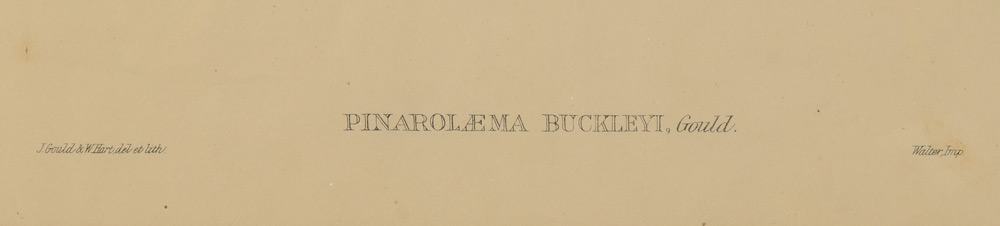 PINAROLÆMA BUCKLEYI, Gould.
J. Gould & W. Hart, del et lith.
Walter, Imp.